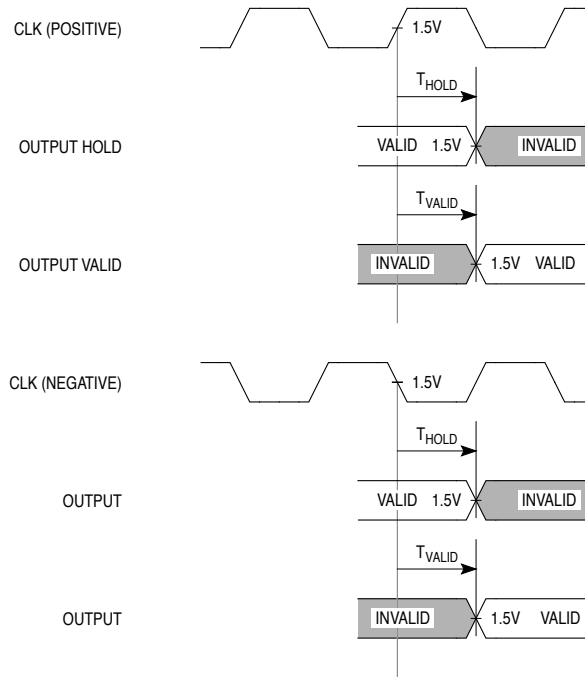 CLK (POSITIVE) 1.5V
THOLD
OUTPUT HOLD VALID 1.5V INVALID
TVALID
OUTPUT VALID INVALID 1.5V VALID
CLK (NEGATIVE) 1.5V
THOLD
OUTPUT VALID 1.5V INVALID
TVALID
OUTPUT INVALID 1.5V VALID